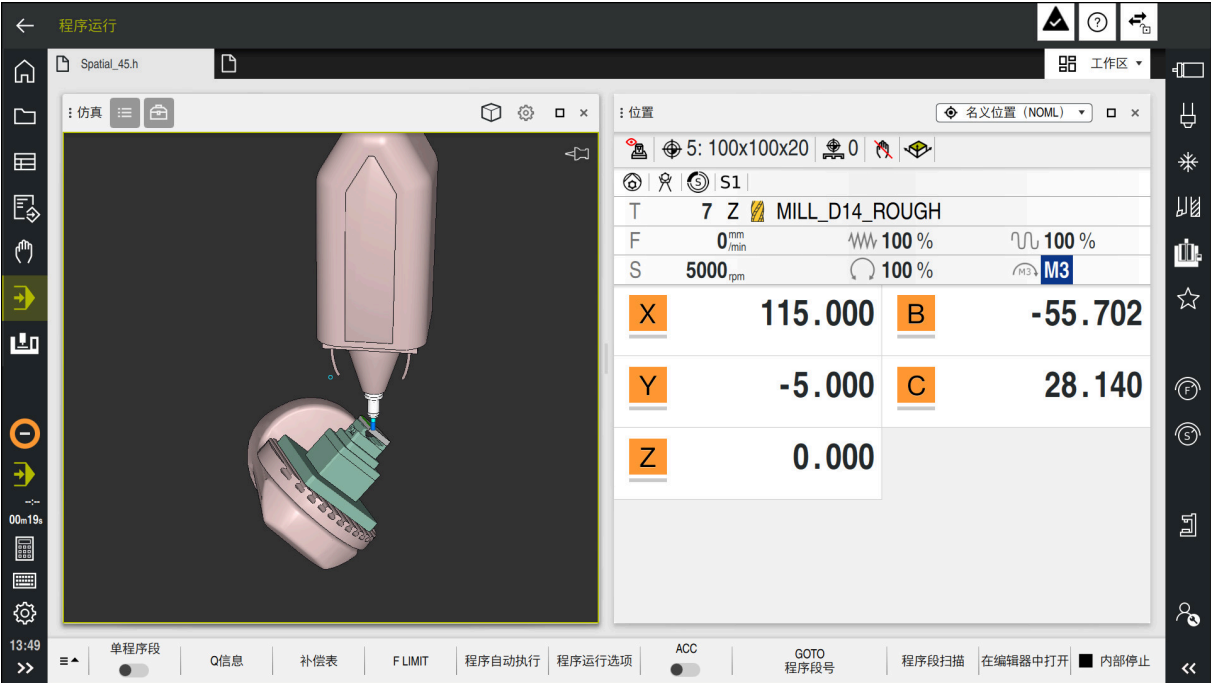 程序运行
Spatial_45.h
工作区
仿真
位置
名义位置（NOML）
5: 100x100x20
0
S
S1
T 7 Z MILL_D14_ROUGH
F 0 mm/min 100 % 100 %
S 5000 rpm 100 % M3 M3
X 115.000 B -55.702
Y -5.000 C 28.140
Z 0.000
F
S
--:--
00m19s
13:49
单程序段
Q信息
补偿表
F LIMIT
程序自动执行
程序运行选项
ACC
GOTO
程序段号
程序段扫描
在编辑器中打开
内部停止